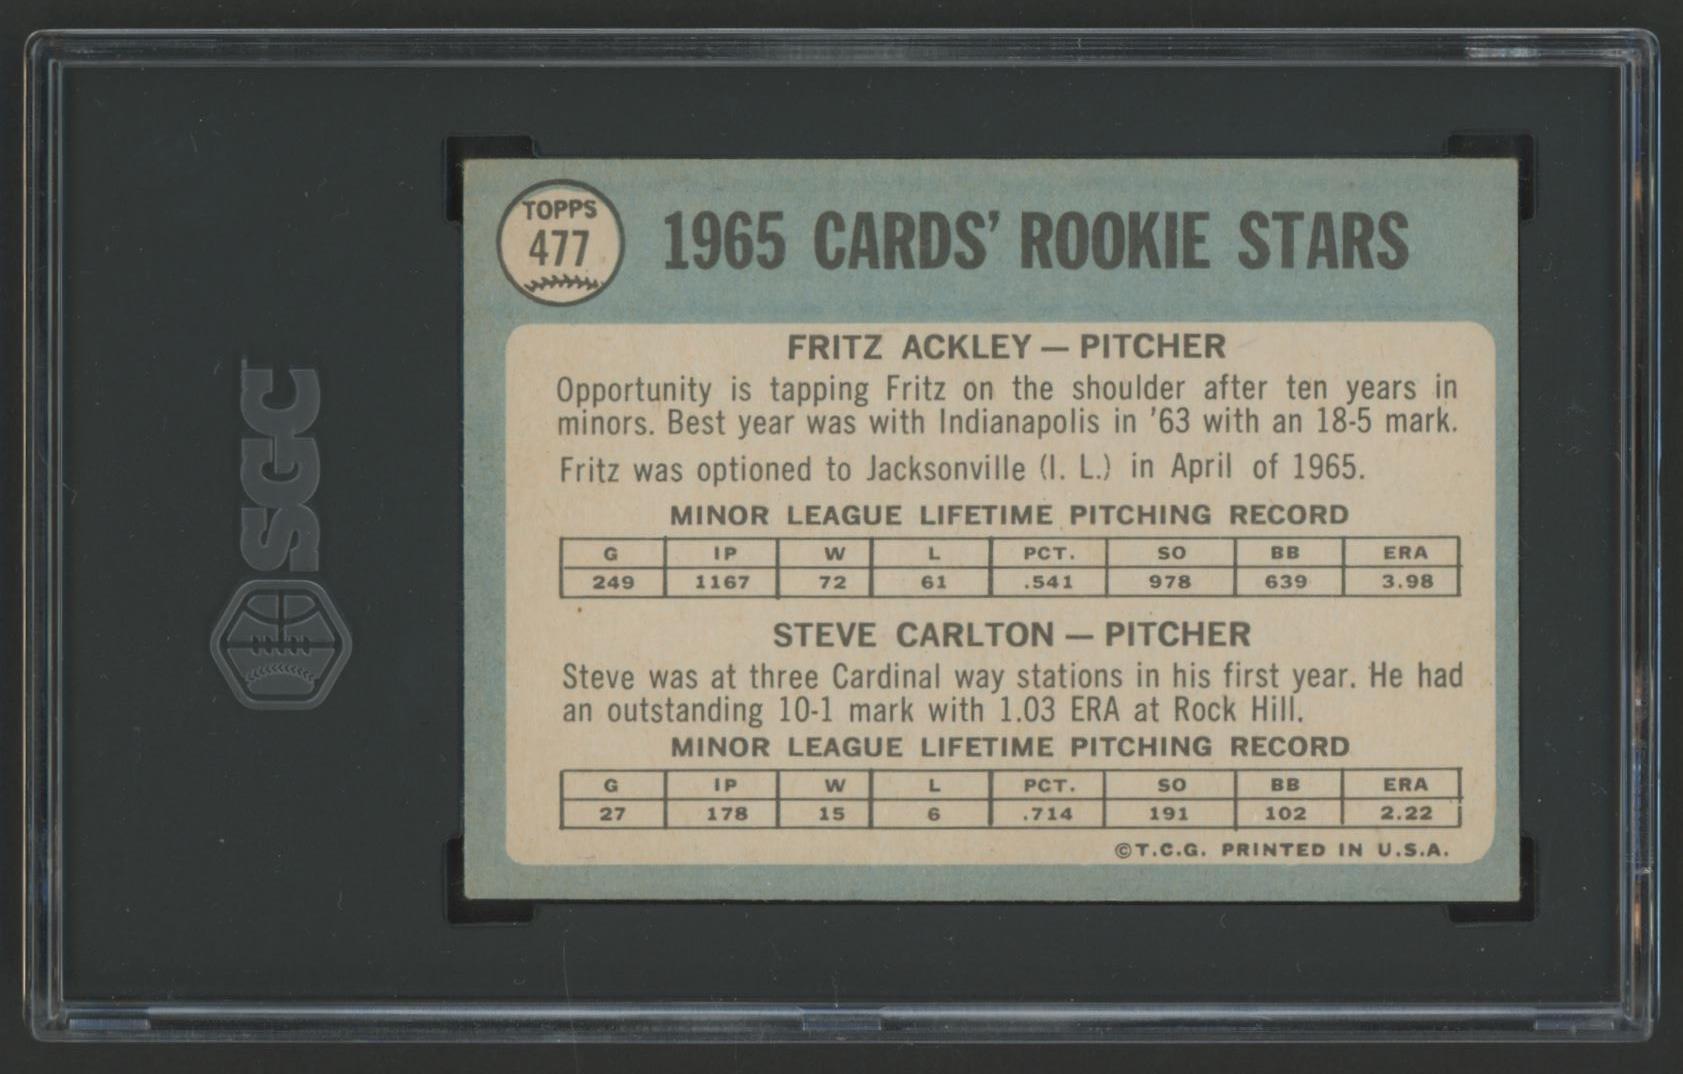 TOPPS
477
1965 CARDS' ROOKIE STARS
FRITZ ACKLEY — PITCHER
Opportunity is tapping Fritz on the shoulder after ten years in
minors. Best year was with Indianapolis in '63 with an 18-5 mark.
Fritz was optioned to Jacksonville (I. L.) in April of 1965.
MINOR LEAGUE LIFETIME PITCHING RECORD
G IP W L PCT. SO BB ERA
249 1167 72 61 .541 978 639 3.98
STEVE CARLTON — PITCHER
Steve was at three Cardinal way stations in his first year. He had
an outstanding 10-1 mark with 1.03 ERA at Rock Hill.
MINOR LEAGUE LIFETIME PITCHING RECORD
G IP W L PCT. SO BB ERA
27 178 15 6 .714 191 102 2.22
©T.C.G. PRINTED IN U.S.A.
SGC